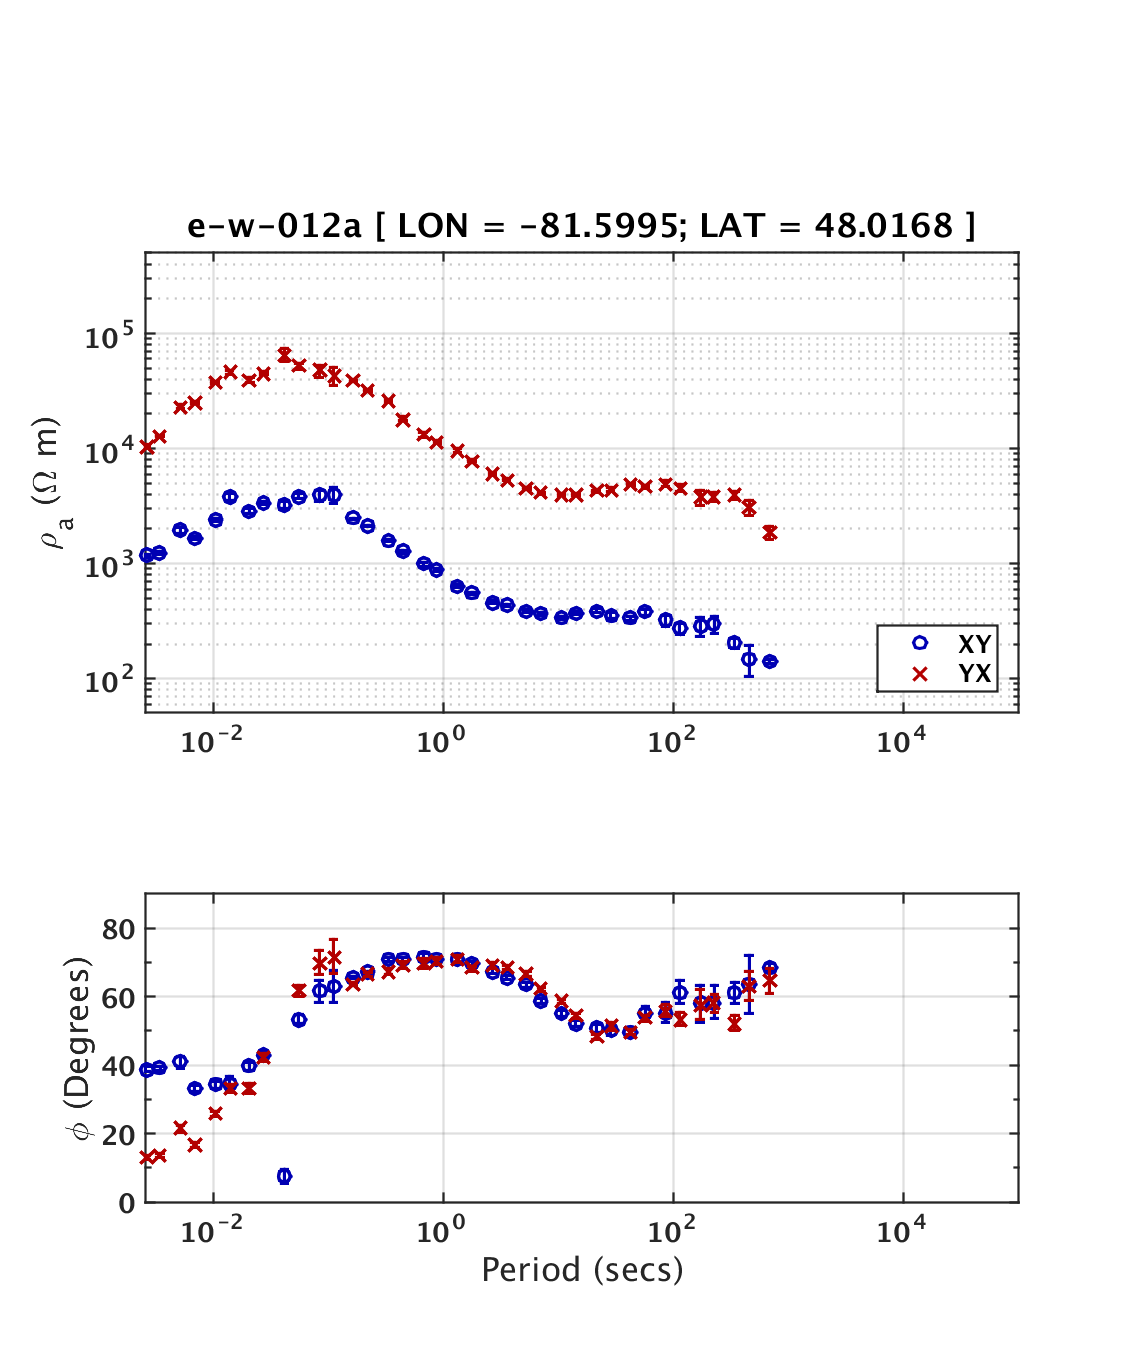 e-w-012a [ LON = -81.5995; LAT = 48.0168 ]
ρa (Ω m)
10^5
10^4
10^3
10^2
XY
YX
10^-2 10^0 10^2 10^4
ϕ (Degrees)
80
60
40
20
0
10^-2 10^0 10^2 10^4
Period (secs)